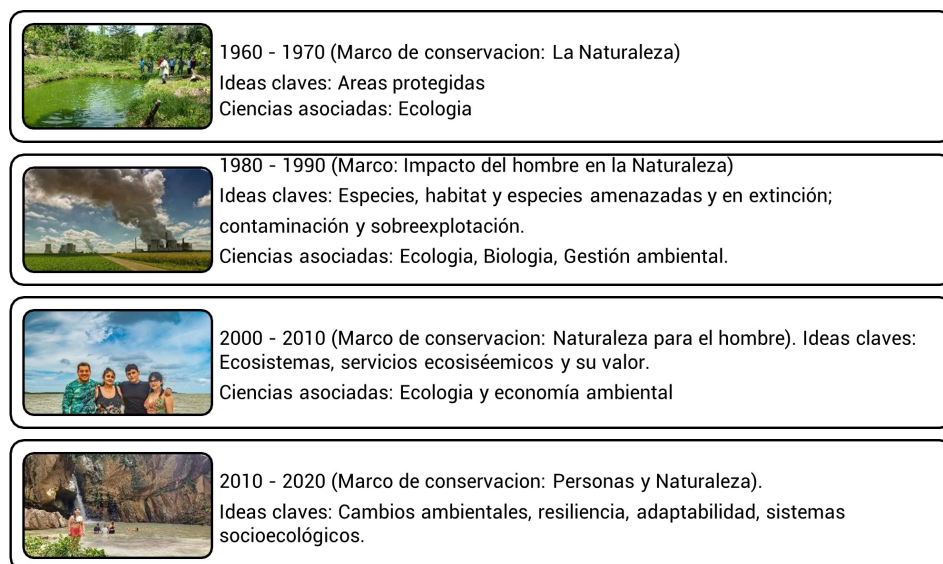 1960 - 1970 (Marco de conservacion: La Naturaleza)
Ideas claves: Areas protegidas
Ciencias asociadas: Ecologia
1980 - 1990 (Marco: Impacto del hombre en la Naturaleza)
Ideas claves: Especies, habitat y especies amenazadas y en extinción;
contaminación y sobreexplotación.
Ciencias asociadas: Ecologia, Biologia, Gestión ambiental.
2000 - 2010 (Marco de conservacion: Naturaleza para el hombre). Ideas claves:
Ecosistemas, servicios ecosiséemicos y su valor.
Ciencias asociadas: Ecologia y economía ambiental
2010 - 2020 (Marco de conservacion: Personas y Naturaleza).
Ideas claves: Cambios ambientales, resiliencia, adaptabilidad, sistemas
socioecológicos.